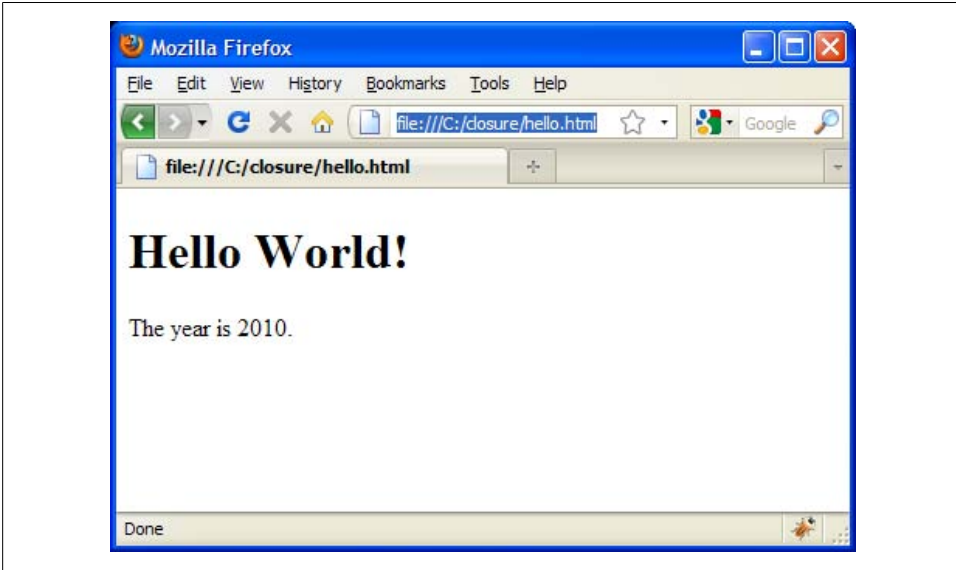 Mozilla Firefox
File Edit View History Bookmarks Tools Help
file:///C:/closure/hello.html Google
file:///C:/closure/hello.html
Hello World!
The year is 2010.
Done